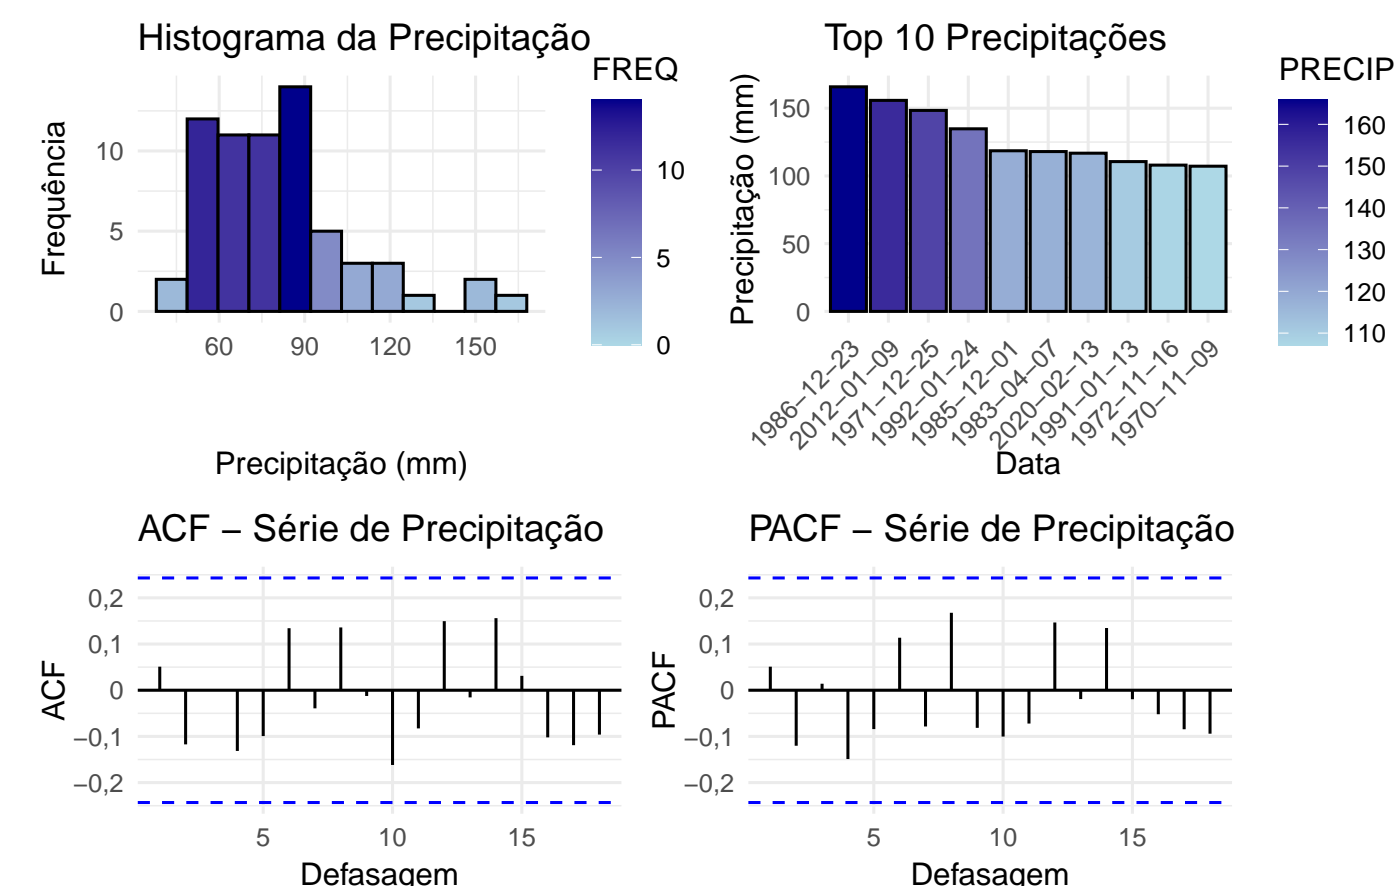 Histograma da Precipitação
FREQ
Frequência
10
5
0
10
5
0
60 90 120 150
Precipitação (mm)
Top 10 Precipitações
PRECIP
Precipitação (mm)
150
100
50
0
160
150
140
130
120
110
1986−12−23
2012−01−09
1971−12−25
1992−01−24
1985−12−01
1983−04−07
2020−02−13
1991−01−13
1972−11−16
1970−11−09
Data
ACF − Série de Precipitação
ACF
0,2
0,1
0
−0,1
−0,2
5 10 15
Defasagem
PACF − Série de Precipitação
PACF
0,2
0,1
0
−0,1
−0,2
5 10 15
Defasagem